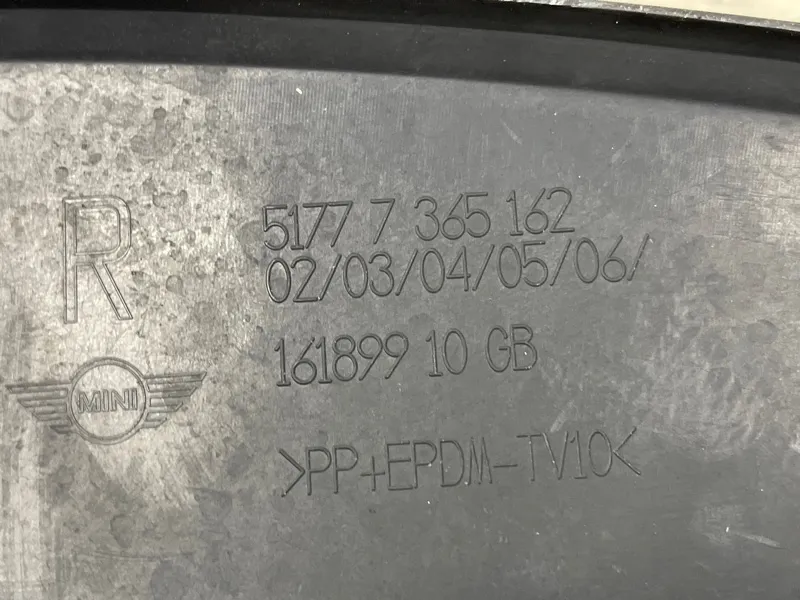 R
5177 7 365 162
02/03/04/05/06/
161899 10 GB
MINI
>PP+EPDM-TV10<